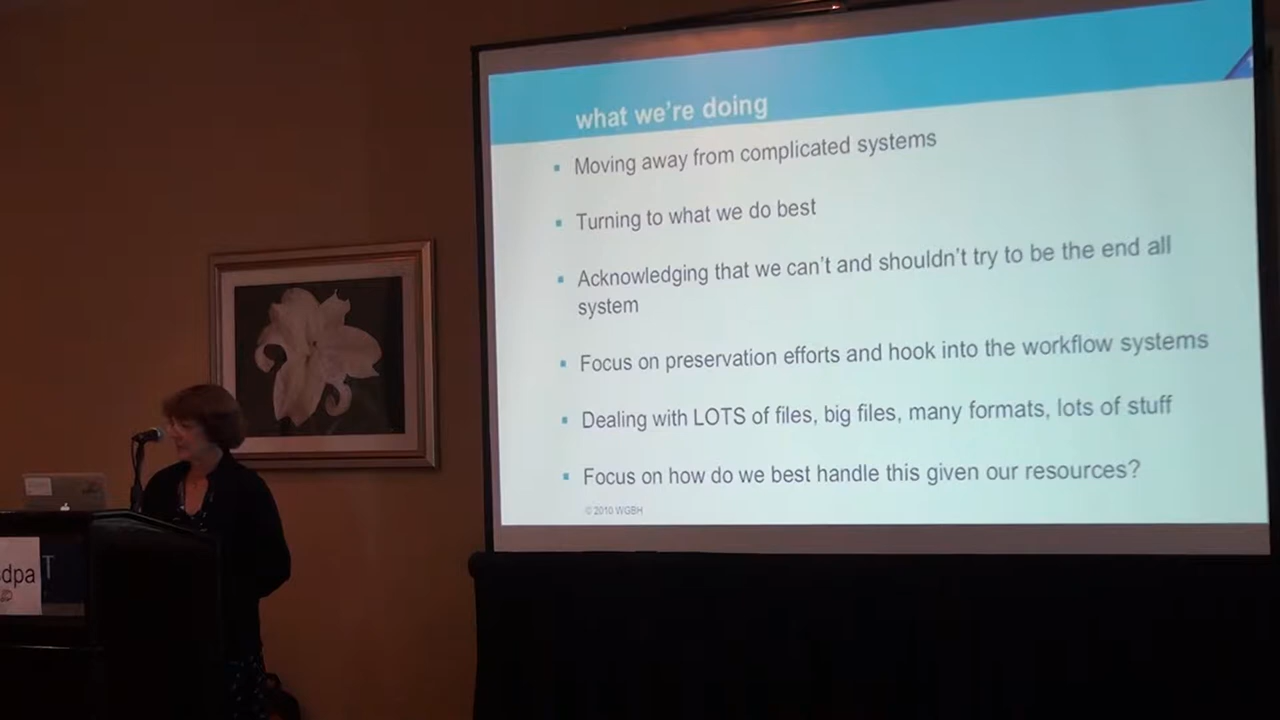 what we're doing
Moving away from complicated systems
Turning to what we do best
Acknowledging that we can't and shouldn't try to be the end all
system
Focus on preservation efforts and hook into the workflow systems
Dealing with LOTS of files, big files, many formats, lots of stuff
Focus on how do we best handle this given our resources?
© 2010 WGBH
dpa
T